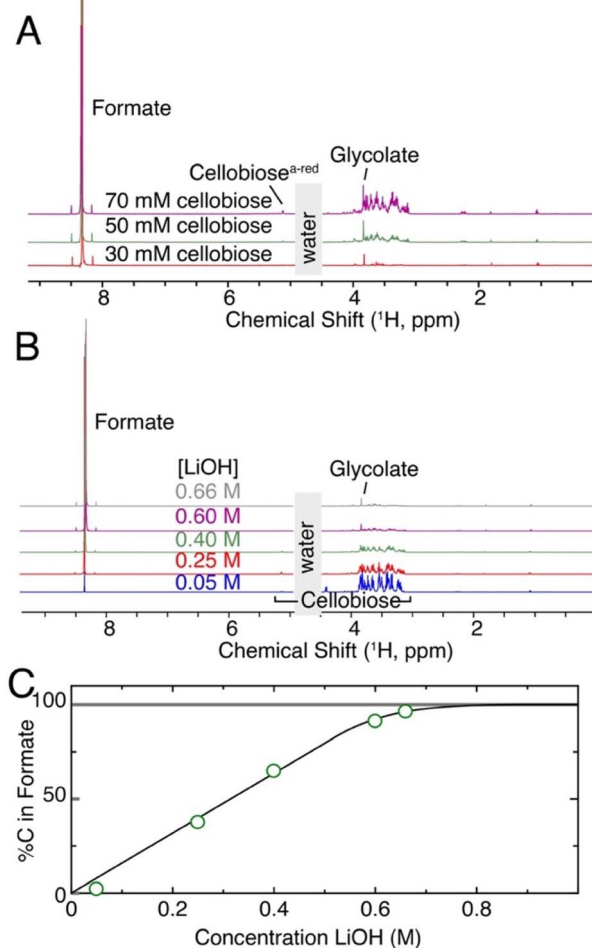 A
Formate
Cellobiose^a-red
Glycolate
70 mM cellobiose
50 mM cellobiose
30 mM cellobiose
water
8 6 4 2
Chemical Shift (¹H, ppm)
B
Formate
[LiOH]
0.66 M
0.60 M
0.40 M
0.25 M
0.05 M
Glycolate
water
Cellobiose
8 6 4 2
Chemical Shift (¹H, ppm)
C
100
50
0
%C in Formate
0 0.2 0.4 0.6 0.8
Concentration LiOH (M)